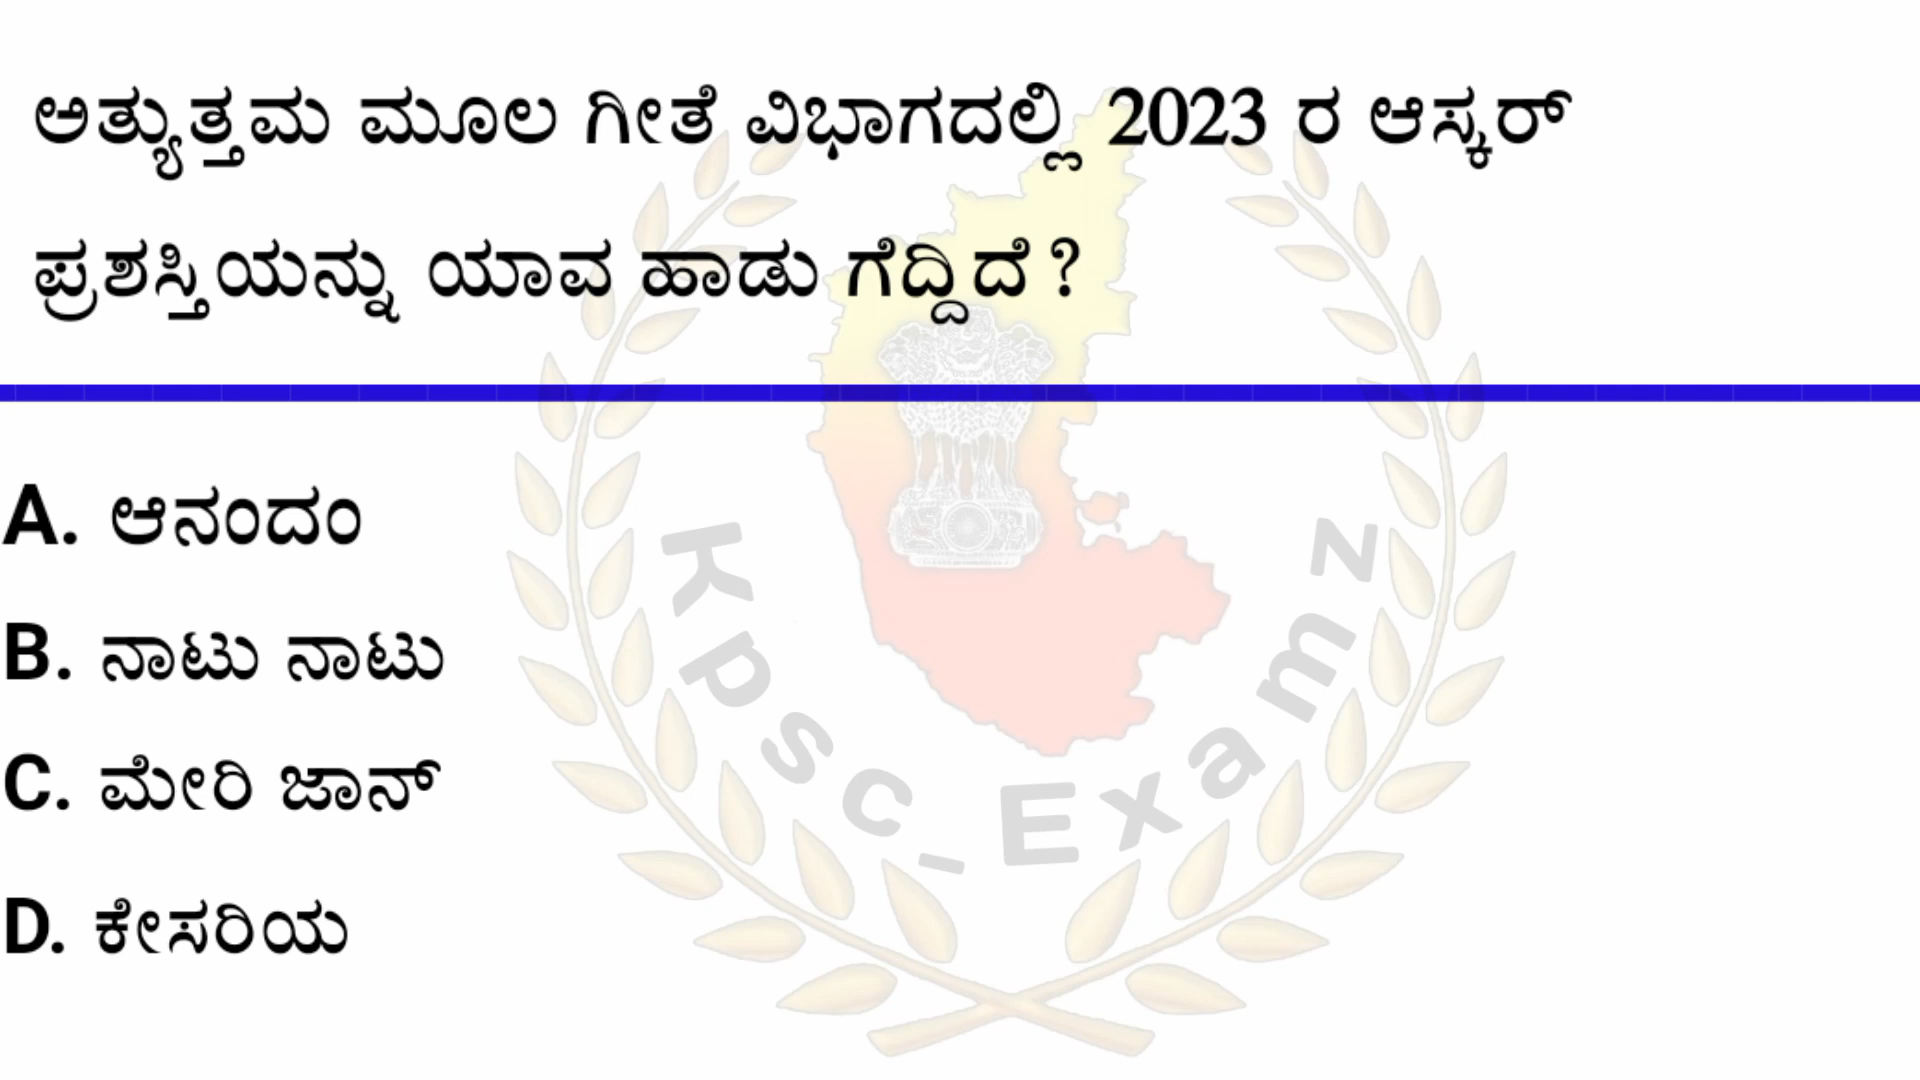 ಅತ್ಯುತ್ತಮ ಮೂಲ ಗೀತೆ ವಿಭಾಗದಲ್ಲಿ 2023 ರ ಆಸ್ಕರ್
ಪ್ರಶಸ್ತಿಯನ್ನು ಯಾವ ಹಾಡು ಗೆದ್ದಿದೆ ?
A. ಆನಂದಂ
B. ನಾಟು ನಾಟು
C. ಮೇರಿ ಜಾನ್
D. ಕೇಸರಿಯ
Kpsc_Examz